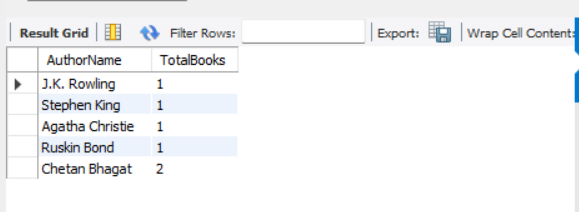 Result Grid Filter Rows: Export: Wrap Cell Content:
AuthorName TotalBooks
J.K. Rowling 1
Stephen King 1
Agatha Christie 1
Ruskin Bond 1
Chetan Bhagat 2